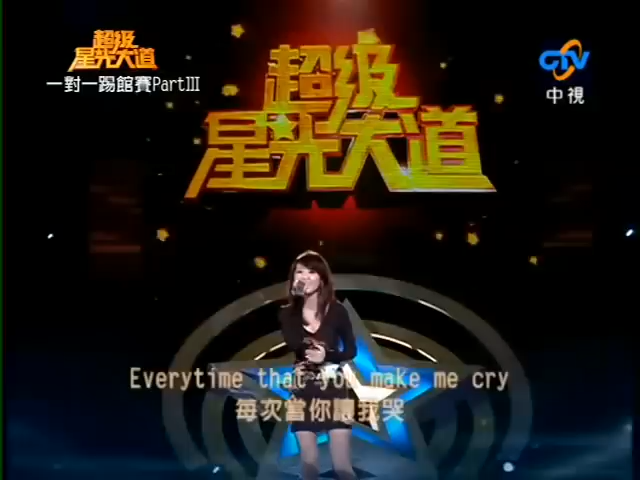 超級
星光大道
一對一踢館賽PartⅢ
超級
星光大道
CTV
中視
Everytime that you make me cry
每次當你讓我哭